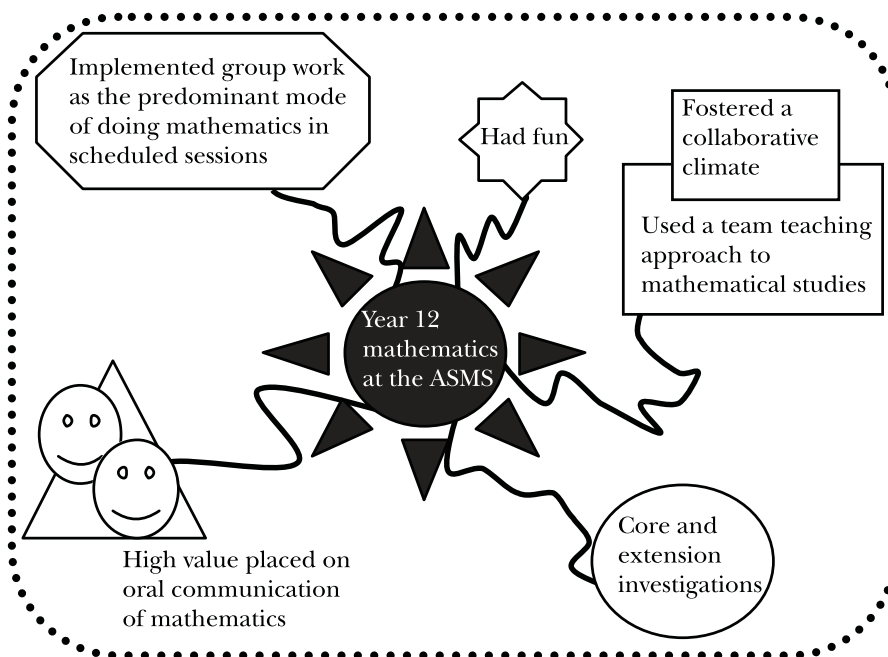 Implemented group work
as the predominant mode
of doing mathematics in
scheduled sessions
Had fun
Fostered a
collaborative
climate
Used a team teaching
approach to
mathematical studies
Year 12
mathematics
at the ASMS
High value placed on
oral communication
of mathematics
Core and
extension
investigations